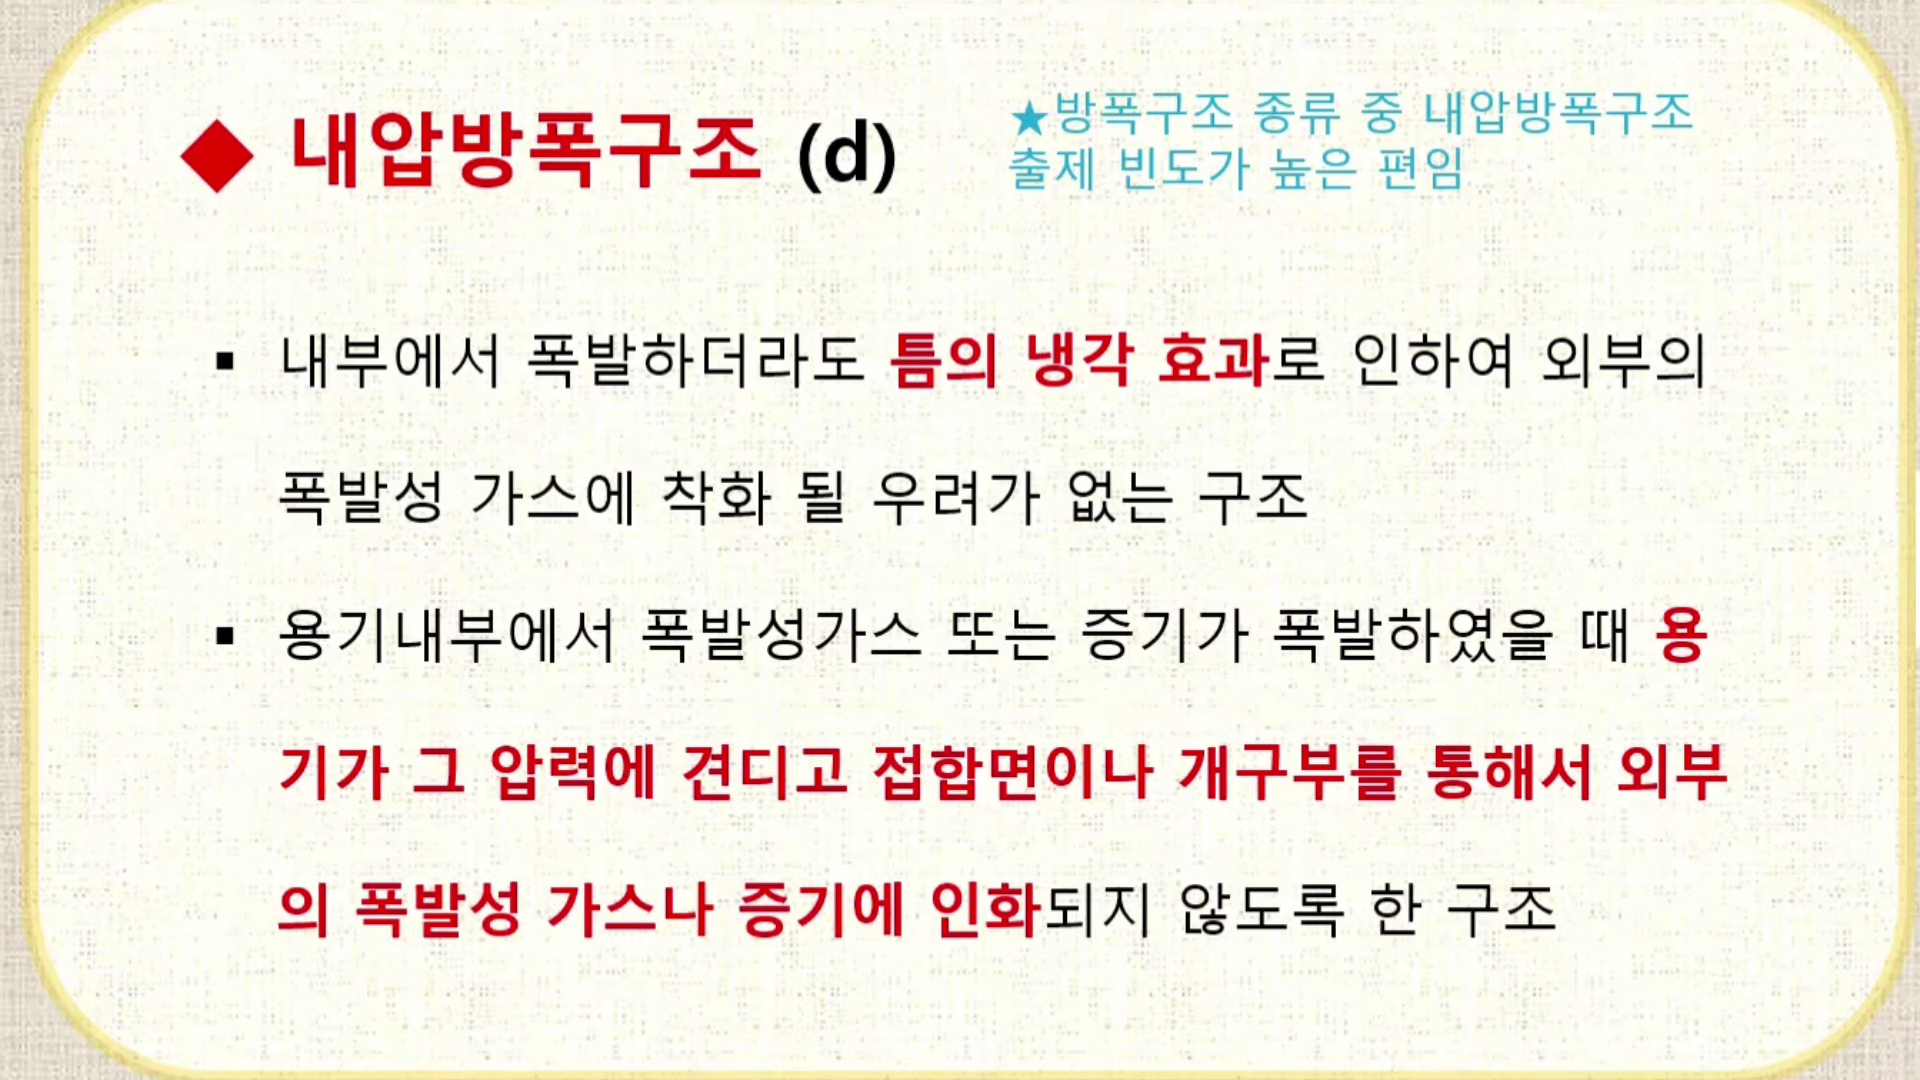 ◆ 내압방폭구조 (d)
★방폭구조 종류 중 내압방폭구조
출제 빈도가 높은 편임
▪ 내부에서 폭발하더라도 틈의 냉각 효과로 인하여 외부의
폭발성 가스에 착화 될 우려가 없는 구조
▪ 용기내부에서 폭발성가스 또는 증기가 폭발하였을 때 용
기가 그 압력에 견디고 접합면이나 개구부를 통해서 외부
의 폭발성 가스나 증기에 인화되지 않도록 한 구조